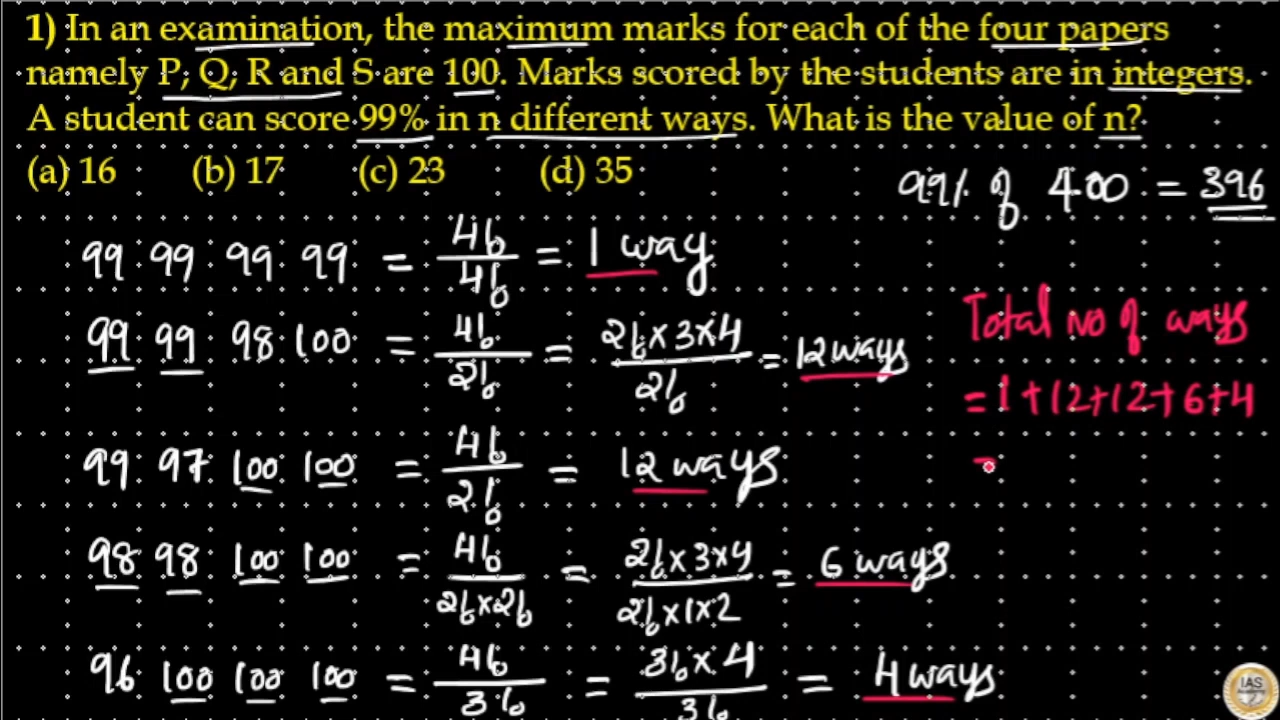 1) In an examination, the maximum marks for each of the four papers
namely P, Q, R and S are 100. Marks scored by the students are in integers.
A student can score 99% in n different ways. What is the value of n?
(a) 16 (b) 17 (c) 23 (d) 35
99% of 400 = 396
99 99 99 99 = 4!/4! = 1 way
99 99 98 100 = 4!/2! = 2!×3×4/2! = 12 ways
99 97 100 100 = 4!/2! = 12 ways
98 98 100 100 = 4!/2!×2! = 2!×3×4/2!×1×2 = 6 ways
96 100 100 100 = 4!/3! = 3!×4/3! = 4 ways
Total no of ways
= 1+12+12+6+4
IAS